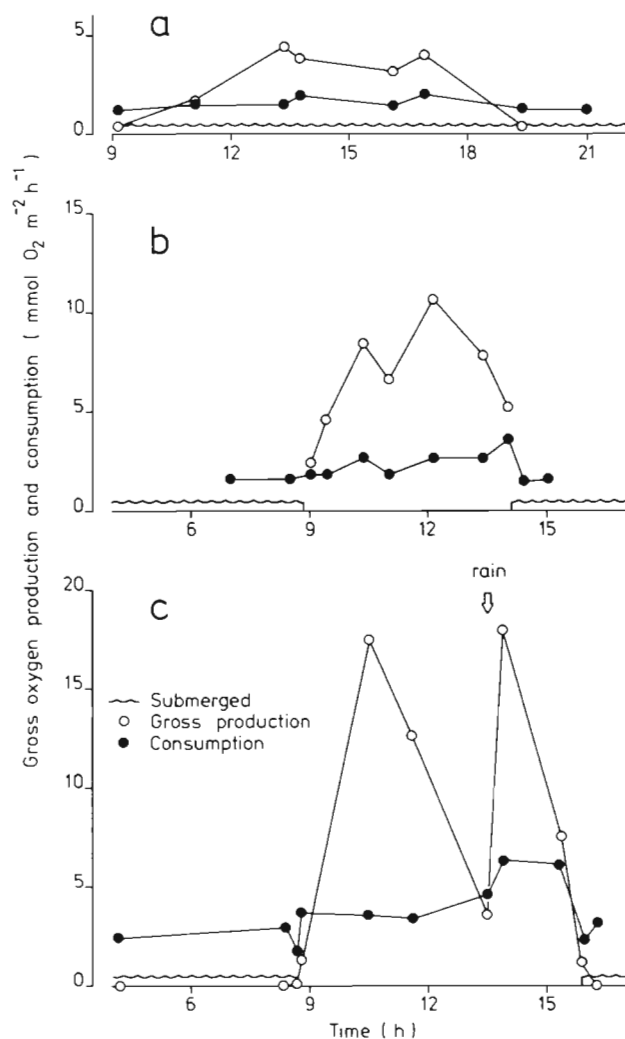 Gross oxygen production and consumption ( mmol O₂ m⁻² h⁻¹ )
a
5
0
9 12 15 18 21
b
15
10
5
0
6 9 12 15
rain
c
20
15
10
5
0
Submerged
Gross production
Consumption
6 9 12 15
Time ( h )